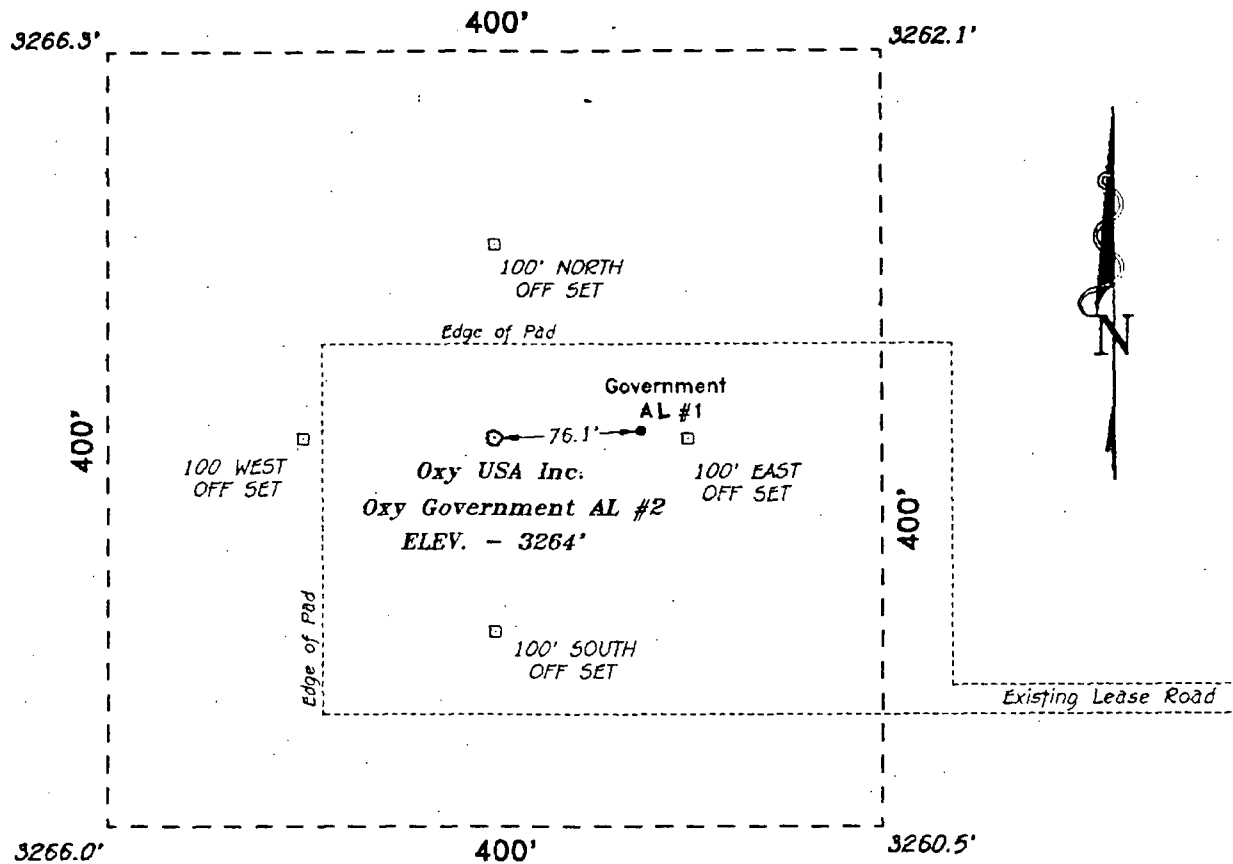 400'
3266.3'
3262.1'
100' NORTH
OFF SET
Edge of Pad
N
Government
AL #1
76.1'
400'
100 WEST
OFF SET
Oxy USA Inc.
Oxy Government AL #2
ELEV. - 3264'
100' EAST
OFF SET
400'
Edge of Pad
100' SOUTH
OFF SET
Existing Lease Road
3266.0'
400'
3260.5'